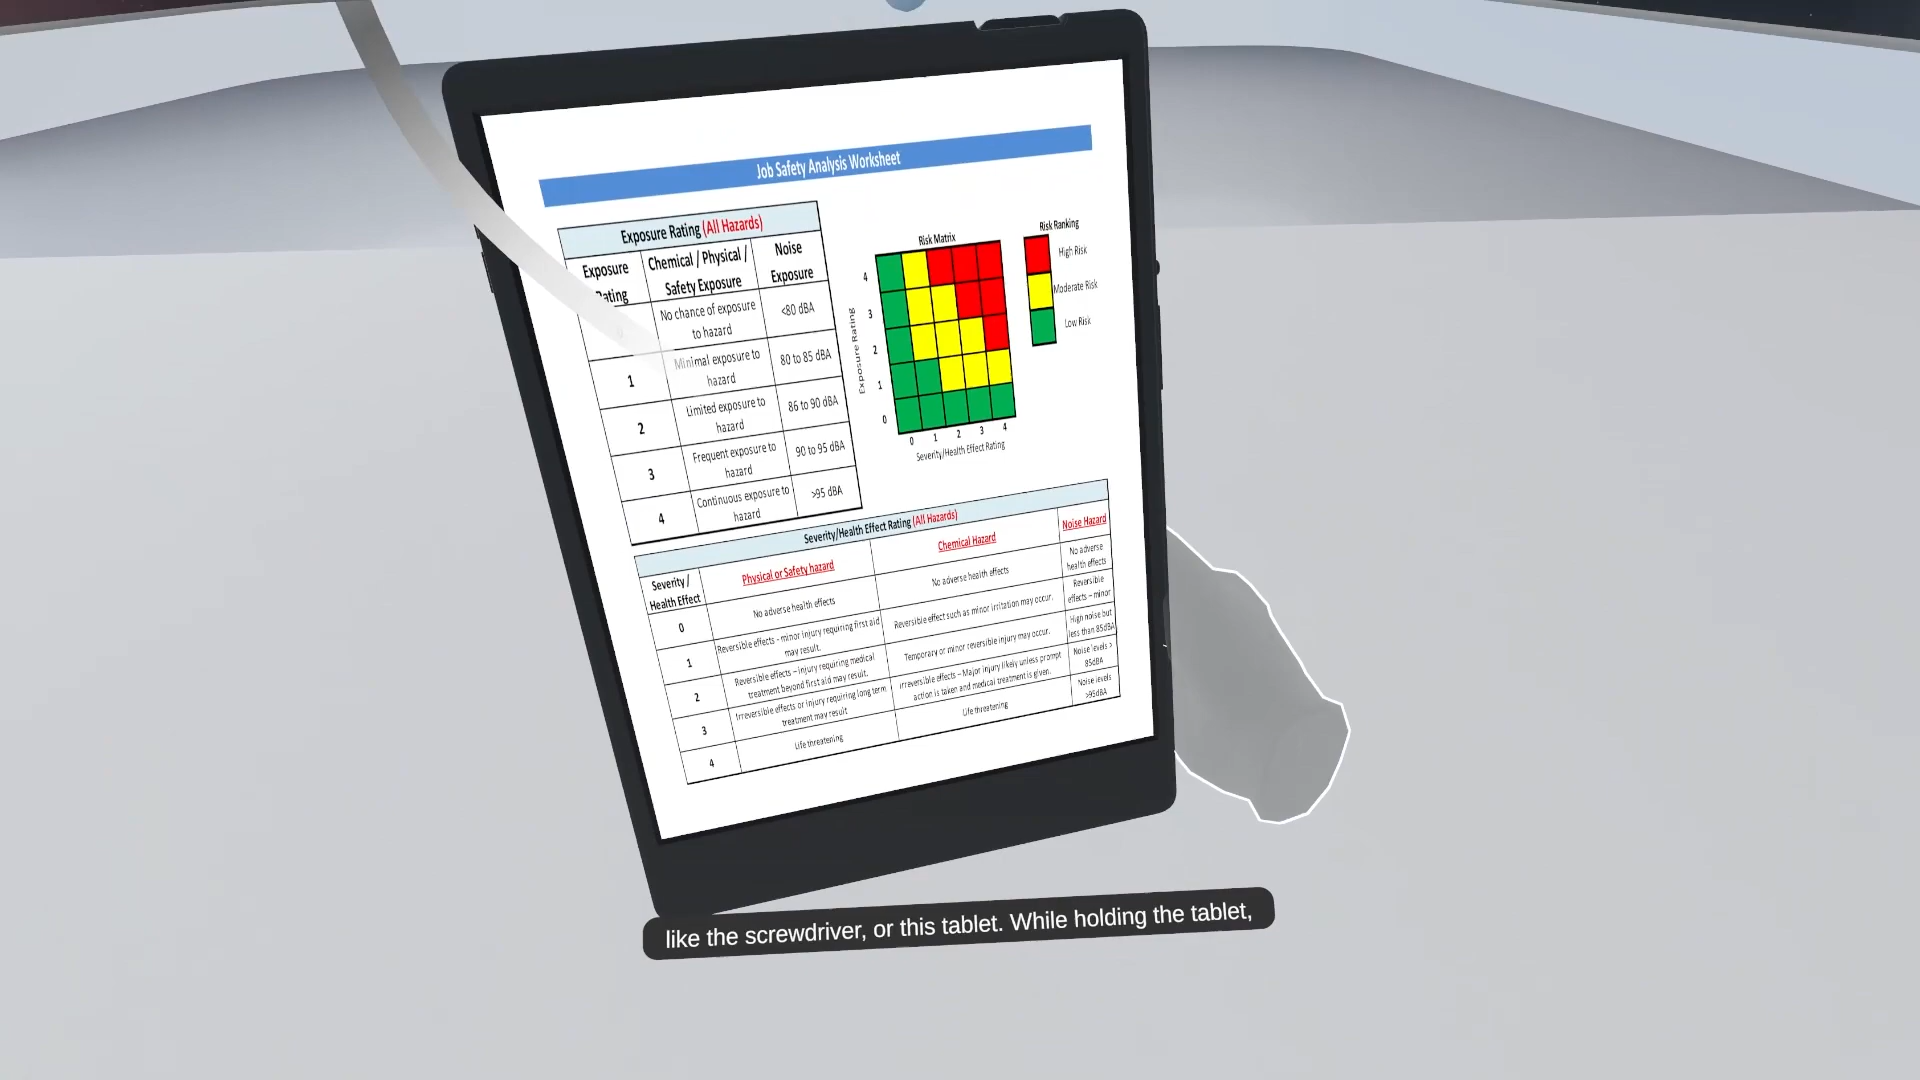 Job Safety Analysis Worksheet
Exposure Rating (All Hazards)
Exposure
Rating
Chemical / Physical /
Safety Exposure
Noise
Exposure
0
No chance of exposure
to hazard
<80 dBA
1
Minimal exposure to
hazard
80 to 85 dBA
2
Limited exposure to
hazard
86 to 90 dBA
3
Frequent exposure to
hazard
90 to 95 dBA
4
Continuous exposure to
hazard
>95 dBA
Risk Matrix
Exposure Rating
4
3
2
1
0
0 1 2 3 4
Severity/Health Effect Rating
Risk Ranking
High Risk
Moderate Risk
Low Risk
Severity/Health Effect Rating (All Hazards)
Severity /
Health Effect
Physical or Safety hazard
Chemical Hazard
Noise Hazard
0
No adverse health effects
No adverse health effects
No adverse
health effects
1
Reversible effects - minor injury requiring first aid
may result.
Reversible effect such as minor irritation may occur.
Reversible
effects – minor
2
Reversible effects – injury requiring medical
treatment beyond first aid may result.
Temporary or minor reversible injury may occur.
High noise but
less than 85dBA
3
Irreversible effects or injury requiring long term
treatment may result
Irreversible effects – Major injury likely unless prompt
action is taken and medical treatment is given.
Noise levels >
85dBA
4
Life threatening
Life threatening
Noise levels
>95dBA
like the screwdriver, or this tablet. While holding the tablet,